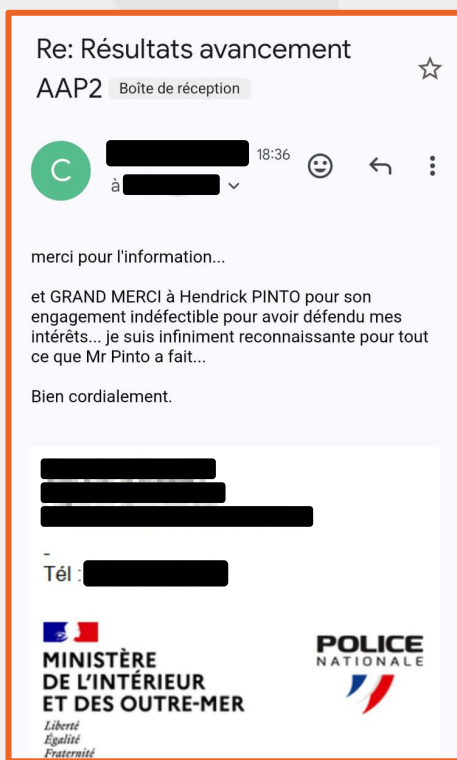 Re: Résultats avancement
AAP2 Boîte de réception
C
18:36
à
merci pour l'information...
et GRAND MERCI à Hendrick PINTO pour son
engagement indéfectible pour avoir défendu mes
intérêts... je suis infiniment reconnaissante pour tout
ce que Mr Pinto a fait...
Bien cordialement.
-
Tél :
MINISTÈRE
DE L'INTÉRIEUR
ET DES OUTRE-MER
Liberté
Égalité
Fraternité
POLICE
NATIONALE